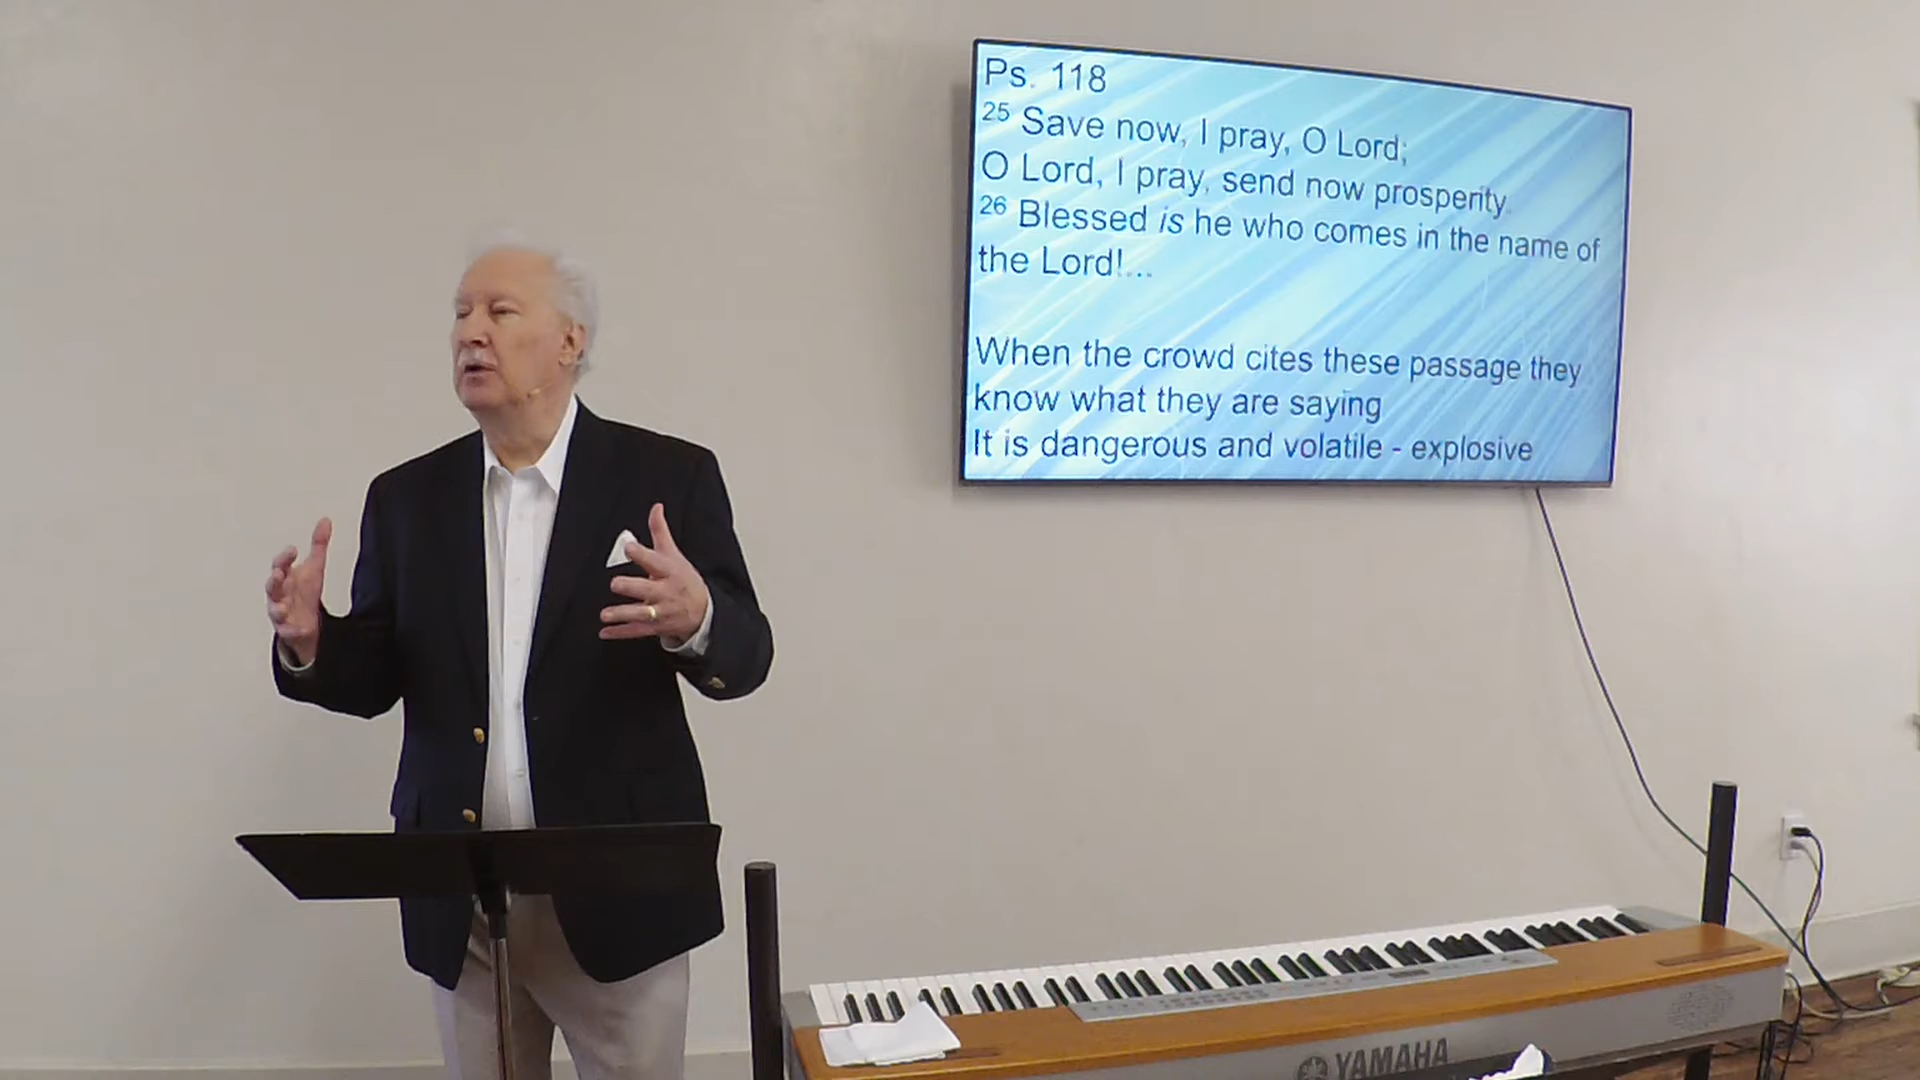 Ps. 118
25 Save now, I pray, O Lord;
O Lord, I pray, send now prosperity.
26 Blessed is he who comes in the name of
the Lord!...
When the crowd cites these passage they
know what they are saying
It is dangerous and volatile - explosive
YAMAHA